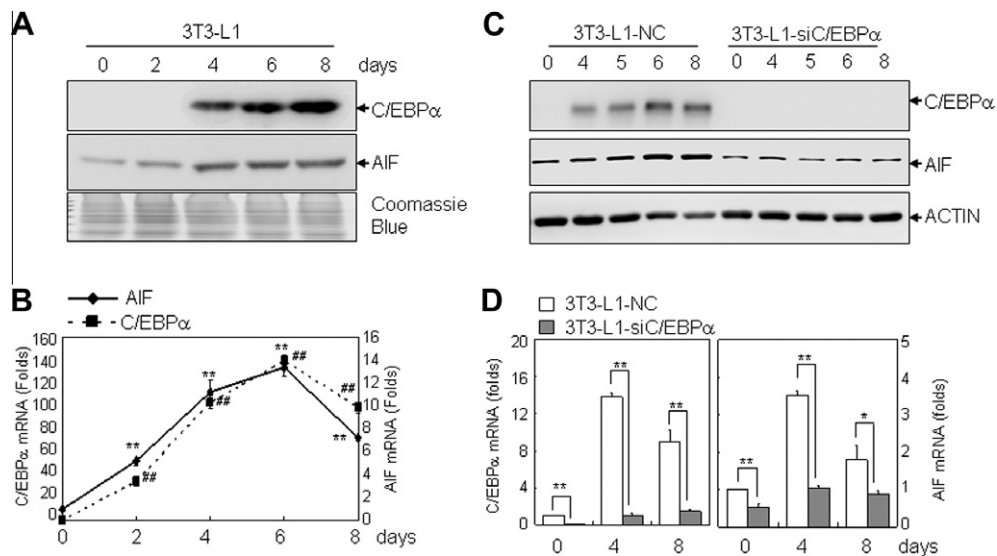 A
3T3-L1
0 2 4 6 8 days
C/EBPα
AIF
Coomassie
Blue
B
AIF
C/EBPα
C/EBPα mRNA (Folds)
160
140
120
100
80
60
40
20
0
** ## ** ## ** ## ## **
16
14
12
10
8
6
4
2
0
AIF mRNA (Folds)
0 2 4 6 8
days
C
3T3-L1-NC 3T3-L1-siC/EBPα
0 4 5 6 8 0 4 5 6 8
C/EBPα
AIF
ACTIN
D
3T3-L1-NC
3T3-L1-siC/EBPα
C/EBPα mRNA (folds)
20
16
12
8
4
0
** ** **
** ** *
5
4
3
2
1
0
AIF mRNA (folds)
0 4 8 0 4 8 days